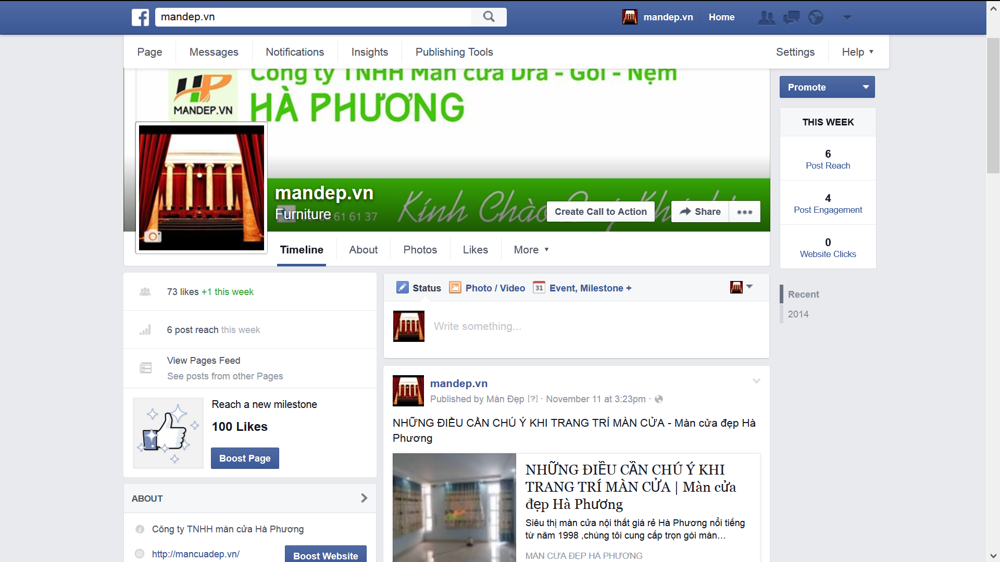 mandep.vn
mandep.vn
Home
Page
Messages
Notifications
Insights
Publishing Tools
Settings
Help
Công ty TNHH Màn cửa Dra - Gối - Nệm
HÀ PHƯƠNG
HP
MANDEP.VN
mandep.vn
Furniture
61 61 37
Kính Chào
Create Call to Action
Share
Timeline
About
Photos
Likes
More
Promote
THIS WEEK
6
Post Reach
4
Post Engagement
0
Website Clicks
Recent
2014
73 likes +1 this week
6 post reach this week
View Pages Feed
See posts from other Pages
Reach a new milestone
100 Likes
Boost Page
ABOUT
Công ty TNHH màn cửa Hà Phương
http://mancuadep.vn/
Boost Website
Status
Photo / Video
31
Event, Milestone +
Write something...
mandep.vn
Published by Màn Đẹp [?] · November 11 at 3:23pm ·
NHỮNG ĐIỀU CẦN CHÚ Ý KHI TRANG TRÍ MÀN CỬA - Màn cửa đẹp Hà
Phương
NHỮNG ĐIỀU CẦN CHÚ Ý KHI
TRANG TRÍ MÀN CỬA | Màn cửa
đẹp Hà Phương
Siêu thị màn cửa nội thất giá rẻ Hà Phương nổi tiếng
từ năm 1998 ,chúng tôi cung cấp trọn gói màn...
MÀN CỬA ĐẸP HÀ PHƯƠNG